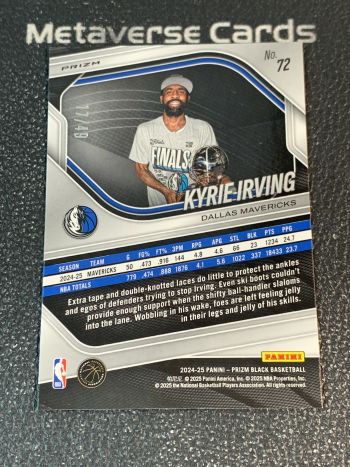 Metaverse Cards
PRIZM
No.
72
17/49
FINALS
KYRIE IRVING
DALLAS MAVERICKS
SEASON TEAM G FG% FT% 3PM RPG APG STL BLK PTS PPG
2024-25 MAVERICKS 50 .473 .916 144 4.8 4.6 66 23 1234 24.7
NBA TOTALS 779 .474 .888 1876 4.1 5.6 1022 337 18433 23.7
Extra tape and double-knotted laces do little to protect the ankles
and egos of defenders trying to stop Irving. Even ski boots couldn't
provide enough support when the shifty ball-handler slaloms
into the lane. Wobbling in his wake, foes are left feeling jelly
in their legs and jelly of his skills.
PANINI
2024-25 PANINI – PRIZM BLACK BASKETBALL
© 2025 Panini America, Inc. © 2025 NBA Properties, Inc.
© 2025 the National Basketball Players Association. All rights reserved.